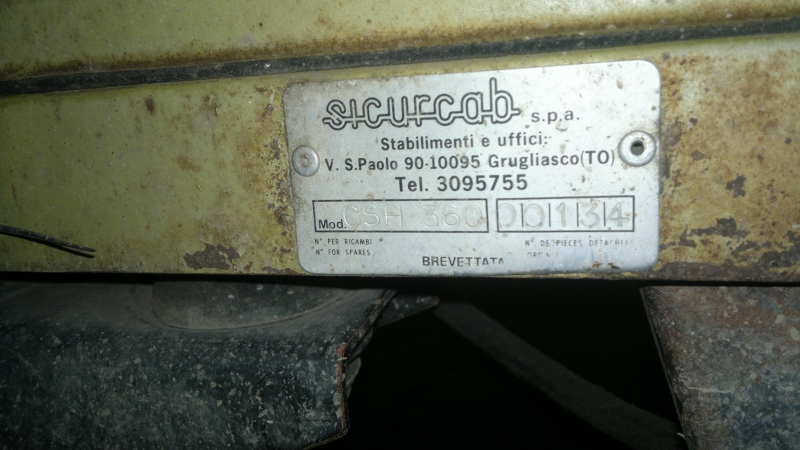 sicurcab s.p.a.
Stabilimenti e uffici:
V. S.Paolo 90-10095 Grugliasco (TO)
Tel. 3095755
Mod. CSH 360 00134
N° PER RICAMBI N° DE PIECES DETACHEES
N° FOR SPARES
BREVETTATA